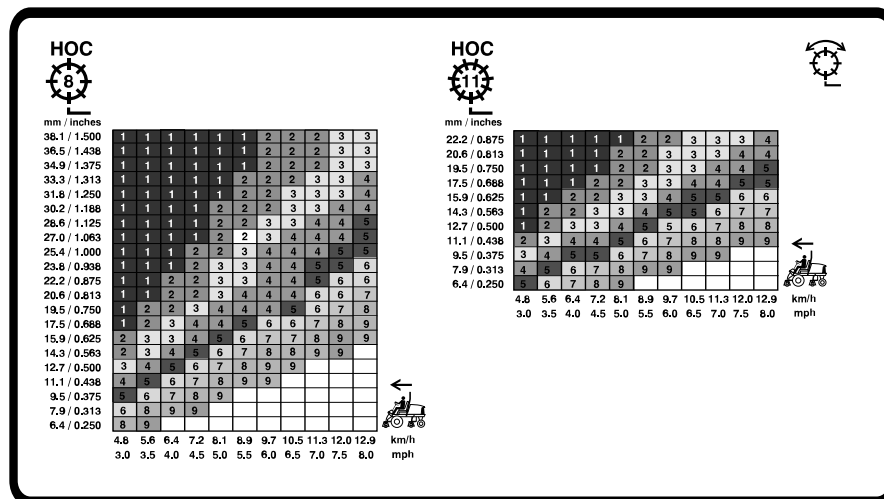 HOC
8
mm / inches
38.1 / 1.500 1 1 1 1 1 1 2 2 2 3 3
36.5 / 1.438 1 1 1 1 1 1 2 2 2 3 3
34.9 / 1.375 1 1 1 1 1 1 2 2 2 3 3
33.3 / 1.313 1 1 1 1 1 2 2 2 3 3 4
31.8 / 1.250 1 1 1 1 1 2 2 3 3 3 4
30.2 / 1.188 1 1 1 1 2 2 2 3 3 4 4
28.6 / 1.125 1 1 1 1 2 2 3 3 4 4 5
27.0 / 1.063 1 1 1 1 2 2 3 4 4 4 5
25.4 / 1.000 1 1 1 2 2 3 3 4 4 5 5
23.8 / 0.938 1 1 1 2 3 3 4 4 5 5 6
22.2 / 0.875 1 1 2 2 3 3 4 4 5 6 6
20.6 / 0.813 1 1 2 2 3 4 4 4 6 6 7
19.5 / 0.750 1 2 2 3 4 4 4 5 6 7 8
17.5 / 0.688 1 2 3 4 4 5 6 6 7 8 9
15.9 / 0.625 2 3 3 4 5 6 7 7 8 9 9
14.3 / 0.563 2 3 4 5 6 7 7 8 9 9
12.7 / 0.500 3 4 5 6 7 8 9 9
11.1 / 0.438 4 5 6 7 8 9 9
9.5 / 0.375 5 6 7 8 9
7.9 / 0.313 6 8 9 9
6.4 / 0.250 8 9
4.8 5.6 6.4 7.2 8.1 8.9 9.7 10.5 11.3 12.0 12.9 km/h
3.0 3.5 4.0 4.5 5.0 5.5 6.0 6.5 7.0 7.5 8.0 mph
HOC
11
mm / inches
22.2 / 0.875 1 1 1 1 1 2 2 3 3 3 4
20.6 / 0.813 1 1 1 1 2 2 3 3 3 4 4
19.5 / 0.750 1 1 1 1 2 2 3 3 4 4 5
17.5 / 0.688 1 1 1 2 2 3 3 4 4 5 5
15.9 / 0.625 1 1 2 2 3 3 4 5 5 6 6
14.3 / 0.563 1 2 2 3 3 4 5 5 6 7 7
12.7 / 0.500 1 2 3 3 4 5 5 6 7 8 8
11.1 / 0.438 2 3 4 4 5 6 7 8 8 9 9
9.5 / 0.375 3 4 5 5 6 7 8 9 9
7.9 / 0.313 4 5 6 7 8 9 9
6.4 / 0.250 5 6 7 8 9
4.8 5.6 6.4 7.2 8.1 8.9 9.7 10.5 11.3 12.0 12.9 km/h
3.0 3.5 4.0 4.5 5.0 5.5 6.0 6.5 7.0 7.5 8.0 mph